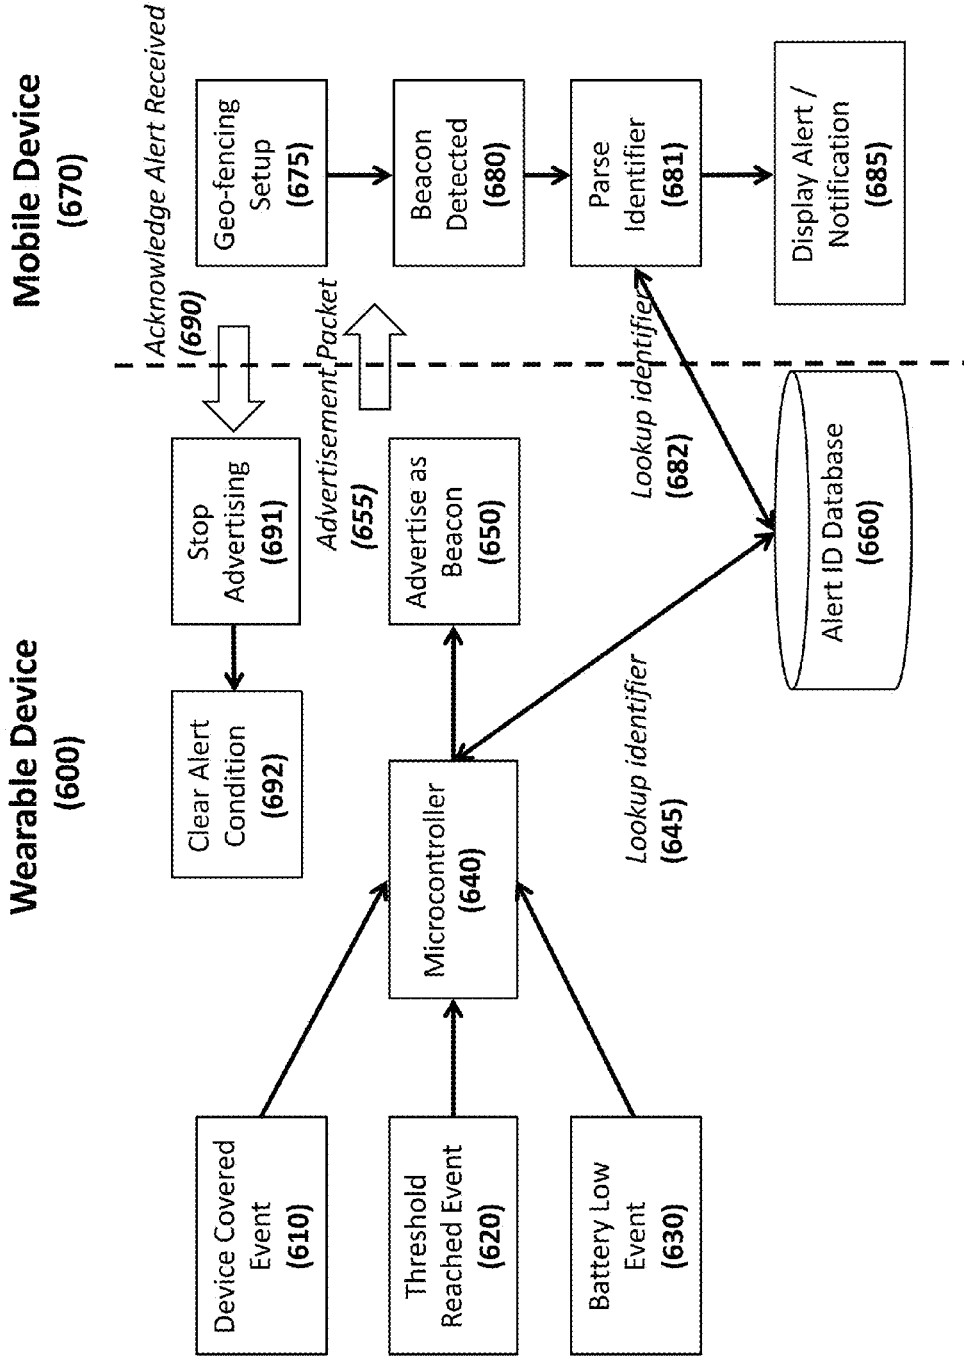 Wearable Device
(600)
Mobile Device
(670)
Device Covered
Event
(610)
Threshold
Reached Event
(620)
Battery Low
Event
(630)
Microcontroller
(640)
Clear Alert
Condition
(692)
Stop
Advertising
(691)
Advertise as
Beacon
(650)
Acknowledge Alert Received
(690)
Advertisement Packet
(655)
Lookup identifier
(645)
Lookup identifier
(682)
Alert ID Database
(660)
Geo-fencing
Setup
(675)
Beacon
Detected
(680)
Parse
Identifier
(681)
Display Alert /
Notification
(685)